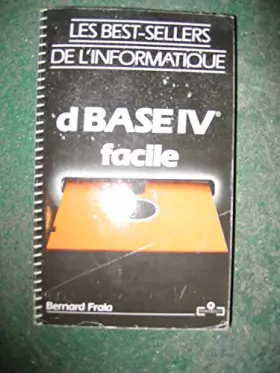 LES BEST-SELLERS
DE L'INFORMATIQUE
dBASE IV®
facile
Bernard Frala